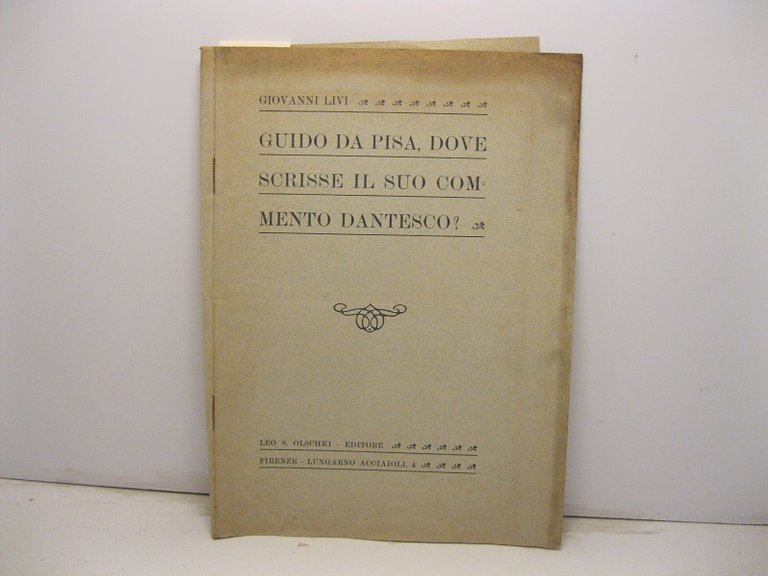 GIOVANNI LIVI
GUIDO DA PISA, DOVE
SCRISSE IL SUO COM=
MENTO DANTESCO?
LEO S. OLSCHKI - EDITORE
FIRENZE - LUNGARNO ACCIAIOLI, 4